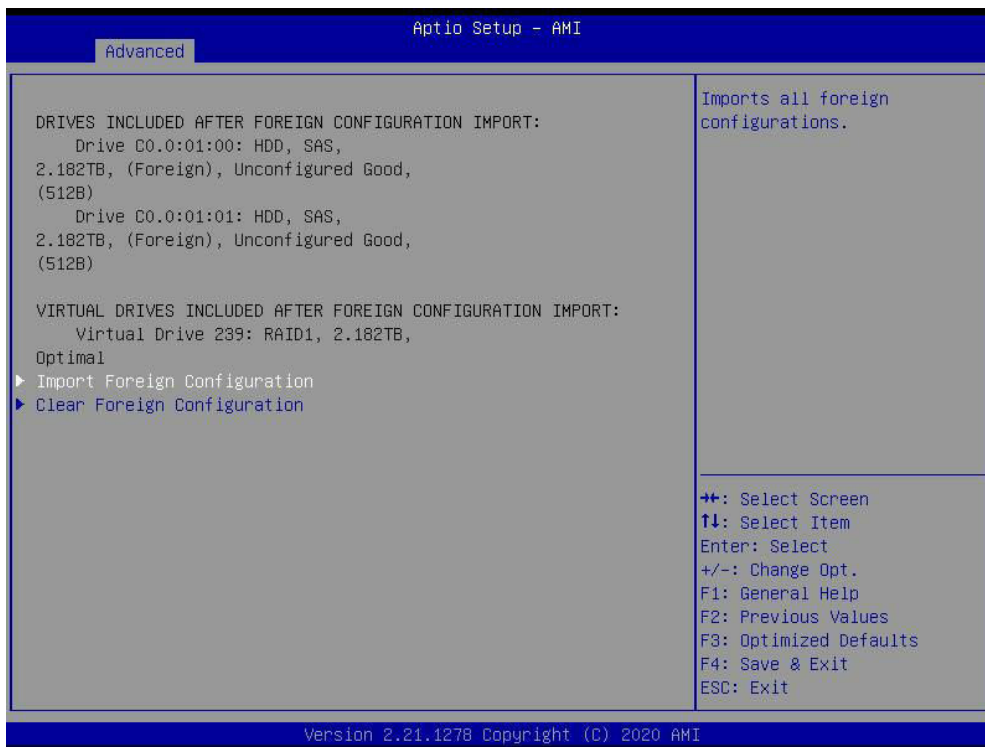 Aptio Setup – AMI
Advanced
DRIVES INCLUDED AFTER FOREIGN CONFIGURATION IMPORT:
Drive C0.0:01:00: HDD, SAS,
2.182TB, (Foreign), Unconfigured Good,
(512B)
Drive C0.0:01:01: HDD, SAS,
2.182TB, (Foreign), Unconfigured Good,
(512B)
VIRTUAL DRIVES INCLUDED AFTER FOREIGN CONFIGURATION IMPORT:
Virtual Drive 239: RAID1, 2.182TB,
Optimal
▶ Import Foreign Configuration
▶ Clear Foreign Configuration
Imports all foreign
configurations.
→←: Select Screen
↑↓: Select Item
Enter: Select
+/-: Change Opt.
F1: General Help
F2: Previous Values
F3: Optimized Defaults
F4: Save & Exit
ESC: Exit
Version 2.21.1278 Copyright (C) 2020 AMI